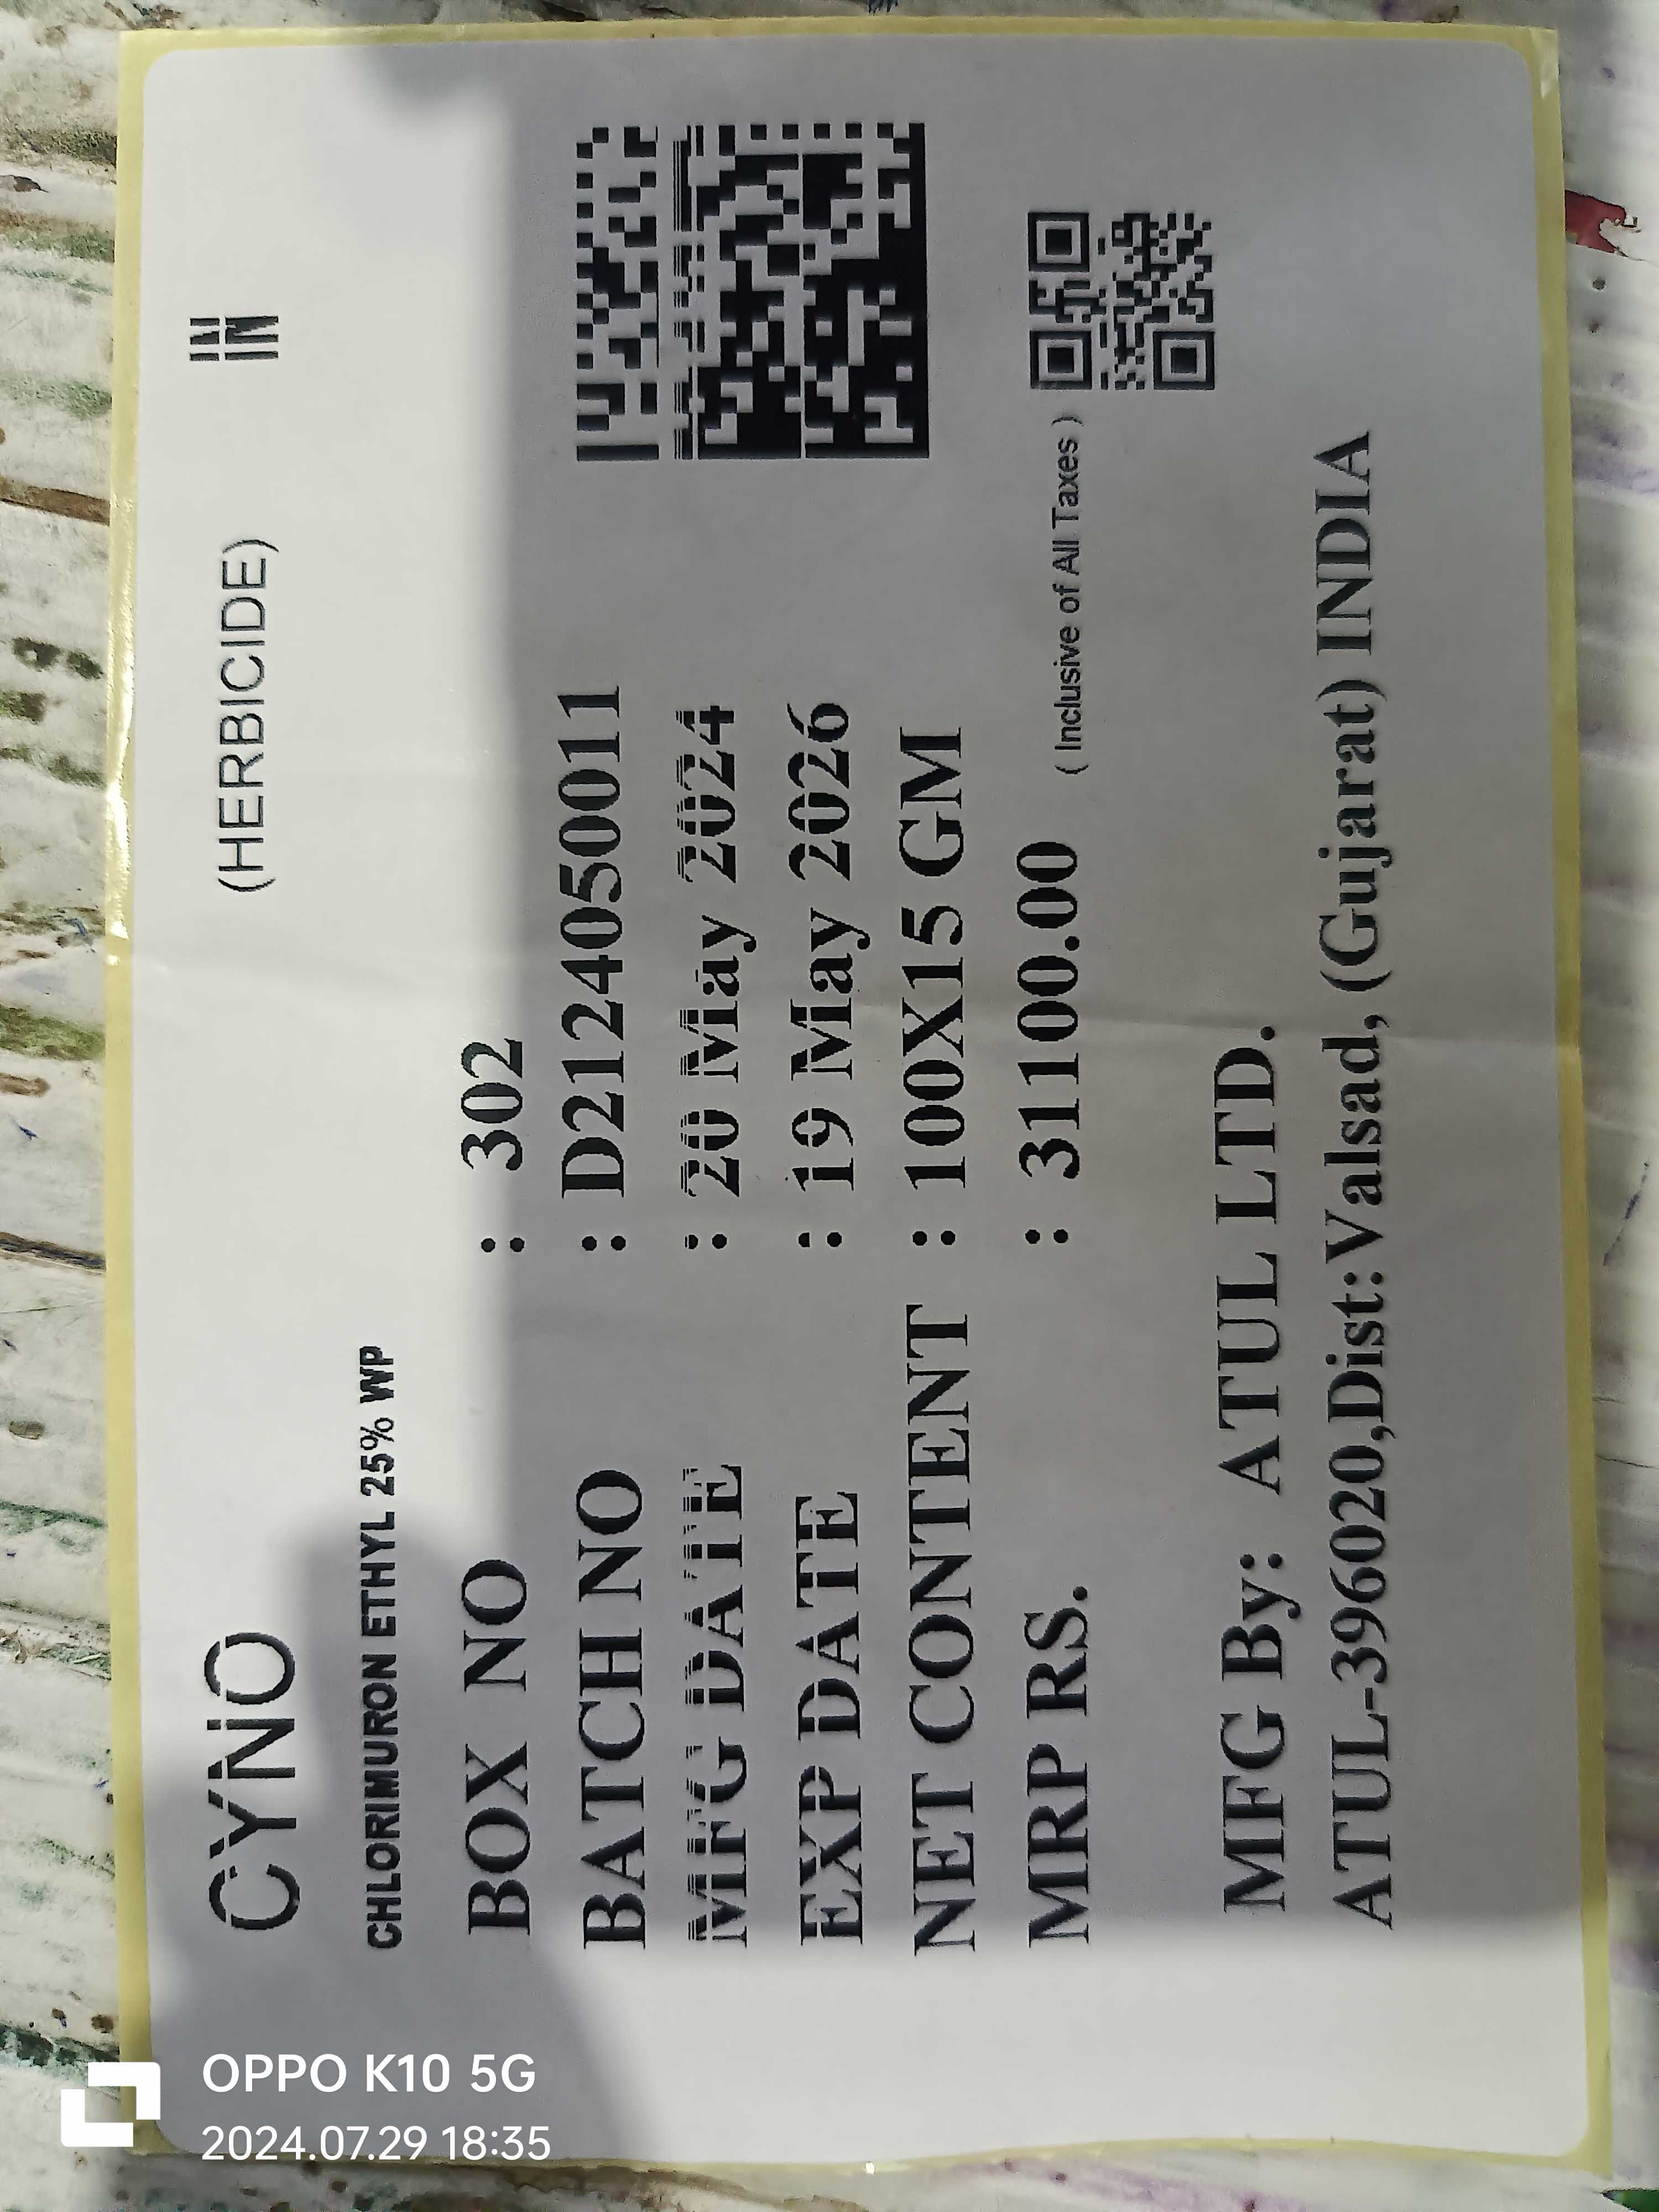 CYNO (HERBICIDE) IN
CHLORIMURON ETHYL 25% WP
BOX NO : 302
BATCH NO : D2124050011
MFG DATE : 20 May 2024
EXP DATE : 19 May 2026
NET CONTENT : 100X15 GM
MRP RS. : 31100.00 ( Inclusive of All Taxes )
MFG By: ATUL LTD.
ATUL-396020,Dist:Valsad, (Gujarat) INDIA
OPPO K10 5G
2024.07.29 18:35